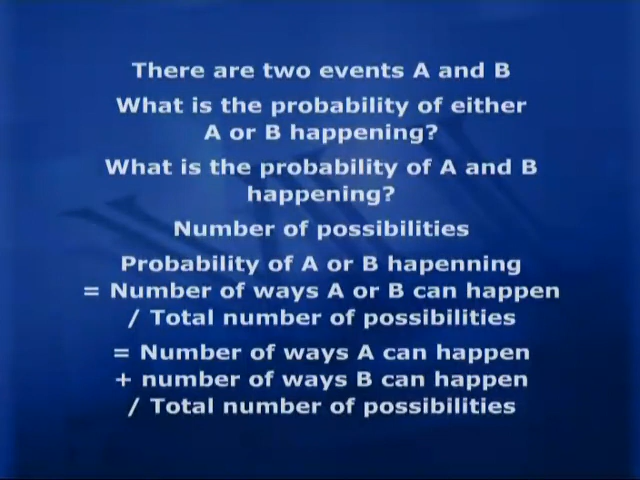 There are two events A and B
What is the probability of either
A or B happening?
What is the probability of A and B
happening?
Number of possibilities
Probability of A or B hapenning
= Number of ways A or B can happen
/ Total number of possibilities
= Number of ways A can happen
+ number of ways B can happen
/ Total number of possibilities